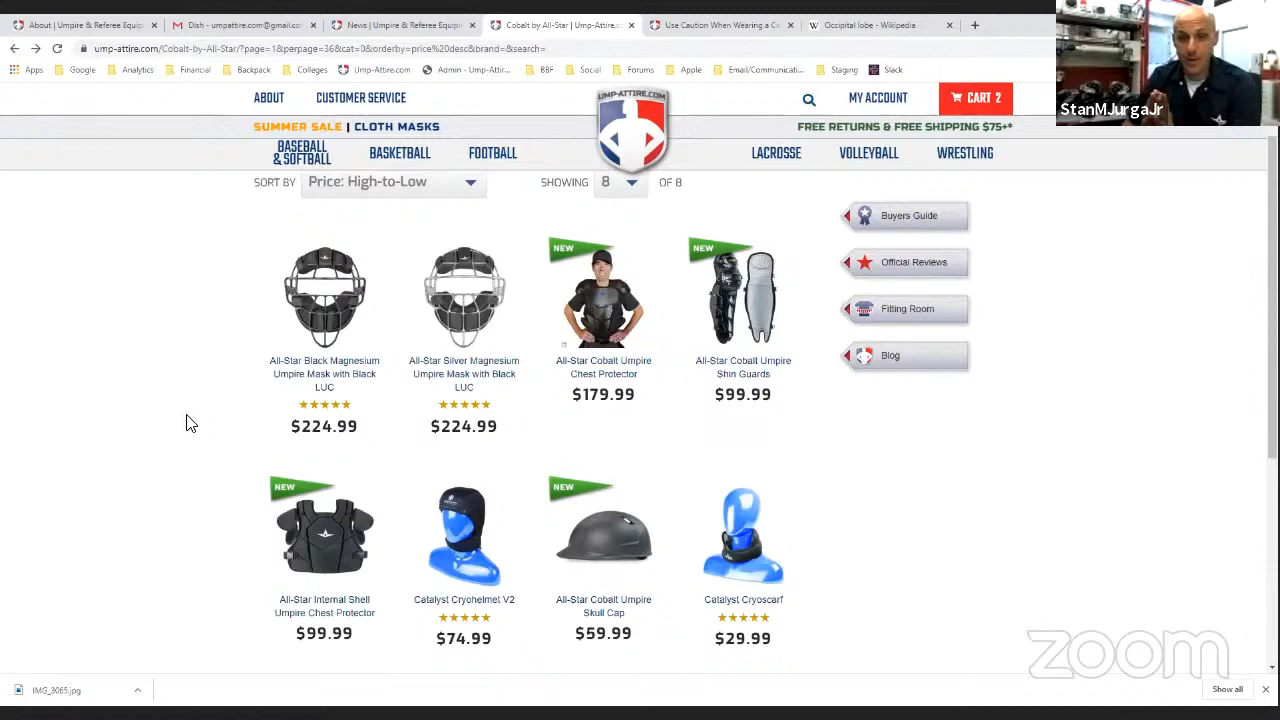 About | Umpire & Referee Equip
Dish - umpattire.com@gmail.co
News | Umpire & Referee Equip
Cobalt by All-Star | Ump-Attire.c
Use Caution When Wearing a C
Occipital lobe - Wikipedia
ump-attire.com/Cobalt-by-All-Star/?page=1&perpage=36&cat=0&orderby=price%20desc&brand=&search=
Apps
Google
Analytics
Financial
Backpack
Colleges
Ump-Attire.com
Admin - Ump-Attir...
BBF
Social
Forums
Apple
Email/Communicati...
Staging
Slack
StanMJurgaJr
ABOUT
CUSTOMER SERVICE
UMP-ATTIRE.COM
MY ACCOUNT
CART 2
SUMMER SALE | CLOTH MASKS
FREE RETURNS & FREE SHIPPING $75+*
BASEBALL
& SOFTBALL
BASKETBALL
FOOTBALL
LACROSSE
VOLLEYBALL
WRESTLING
SORT BY
Price: High-to-Low
SHOWING
8
OF 8
Buyers Guide
Official Reviews
Fitting Room
Blog
NEW
NEW
All-Star Black Magnesium
Umpire Mask with Black
LUC
$224.99
All-Star Silver Magnesium
Umpire Mask with Black
LUC
$224.99
All-Star Cobalt Umpire
Chest Protector
$179.99
All-Star Cobalt Umpire
Shin Guards
$99.99
NEW
NEW
All-Star Internal Shell
Umpire Chest Protector
$99.99
Catalyst Cryohelmet V2
$74.99
All-Star Cobalt Umpire
Skull Cap
$59.99
Catalyst Cryoscarf
$29.99
zoom
IMG_3065.jpg
Show all